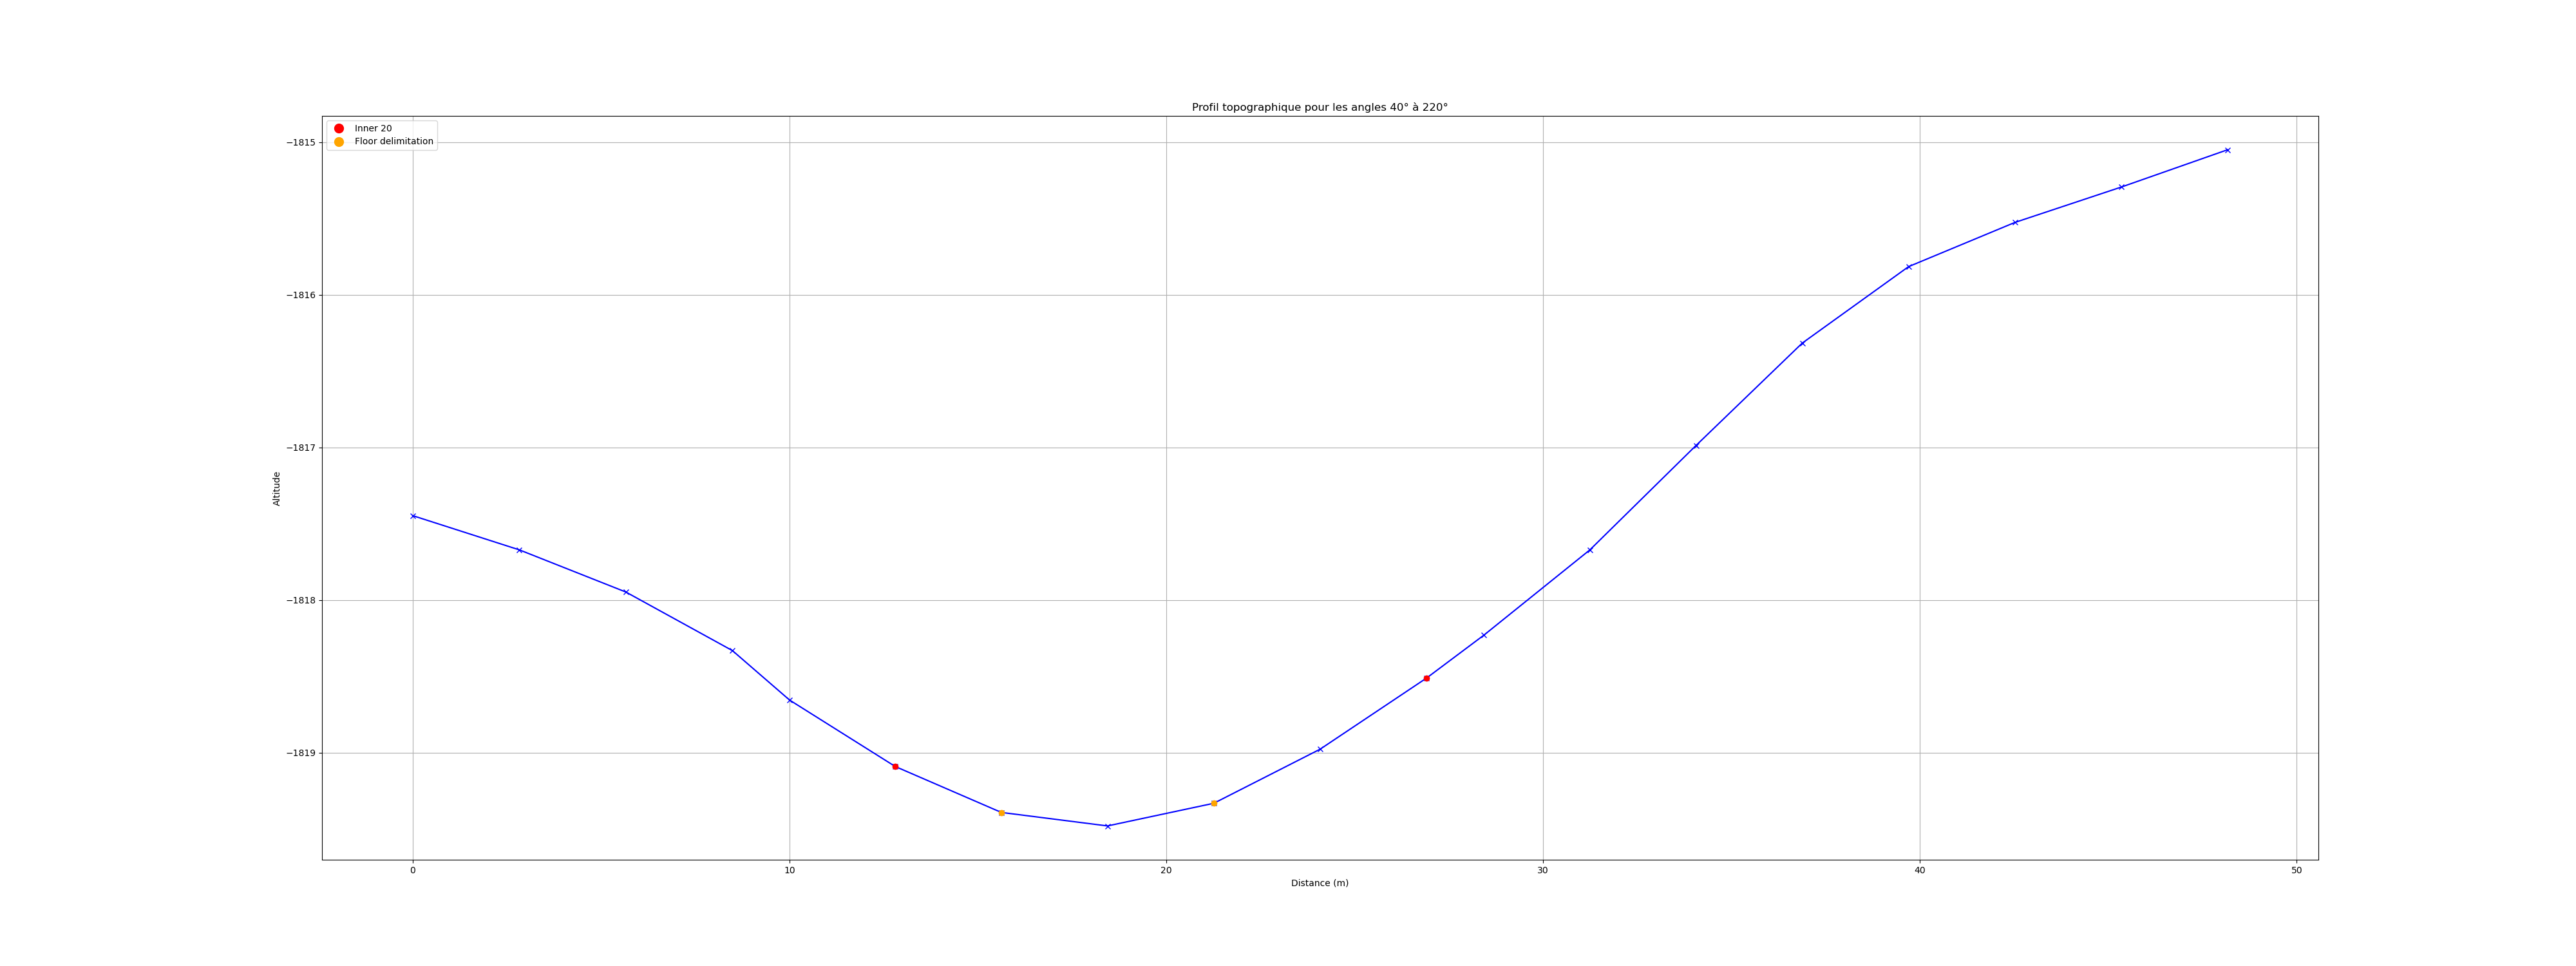 Profil topographique pour les angles 40° à 220°
Inner 20
Floor delimitation
−1815
−1816
−1817
−1818
−1819
Altitude
0 10 20 30 40 50
Distance (m)